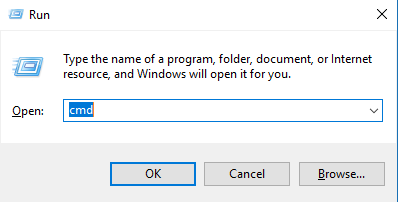 Run
Type the name of a program, folder, document, or Internet
resource, and Windows will open it for you.
Open: cmd
OK Cancel Browse...